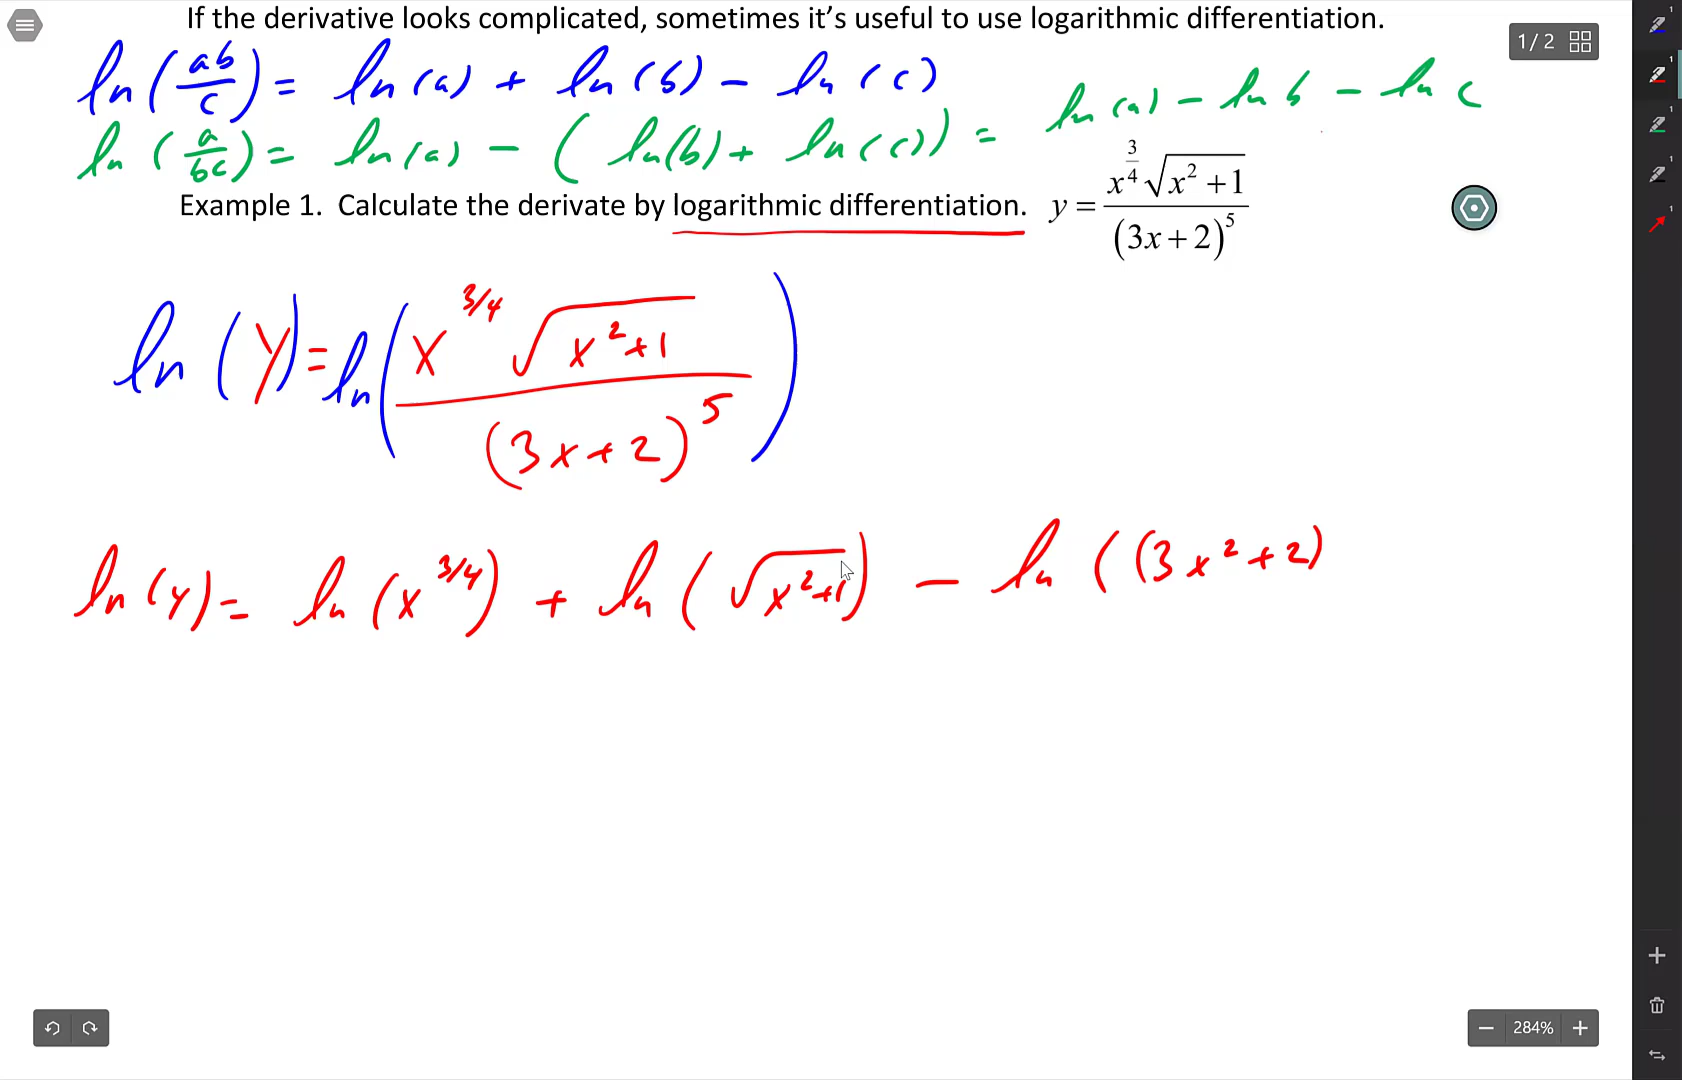 If the derivative looks complicated, sometimes it's useful to use logarithmic differentiation.
1/2
ln(ab/c) = ln(a) + ln(b) - ln(c)
ln(a/bc) = ln(a) - (ln(b) + ln(c)) = ln(a) - ln b - ln c
Example 1. Calculate the derivate by logarithmic differentiation. y = x^(3/4) √(x² + 1) / (3x + 2)^5
ln(y) = ln(x^(3/4) √(x² + 1) / (3x + 2)^5)
ln(y) = ln(x^(3/4)) + ln(√(x² + 1)) - ln((3x² + 2)
284%